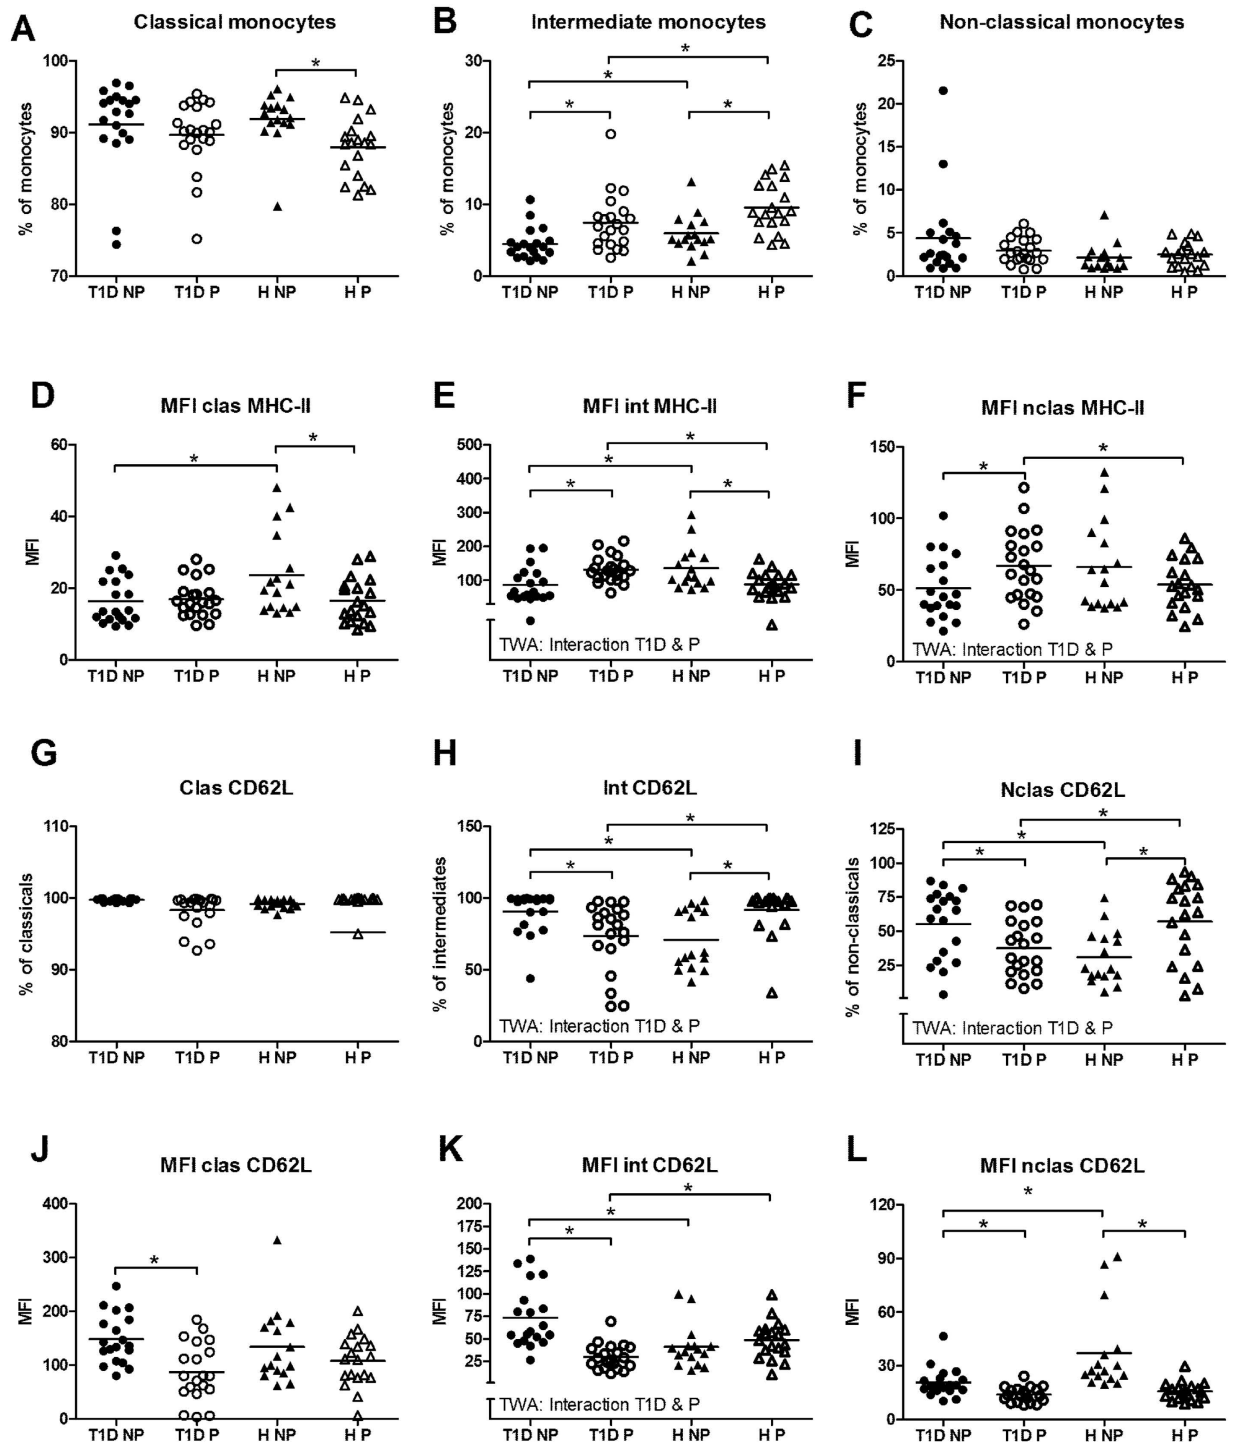 A Classical monocytes
% of monocytes
100
90
80
70
*
T1D NP T1D P H NP H P
B Intermediate monocytes
% of monocytes
30
20
10
0
* * * *
T1D NP T1D P H NP H P
C Non-classical monocytes
% of monocytes
25
20
15
10
5
0
T1D NP T1D P H NP H P
D MFI clas MHC-II
MFI
60
40
20
0
* *
T1D NP T1D P H NP H P
E MFI int MHC-II
MFI
500
400
300
200
100
* * * *
TWA: Interaction T1D & P
T1D NP T1D P H NP H P
F MFI nclas MHC-II
MFI
150
100
50
0
* *
TWA: Interaction T1D & P
T1D NP T1D P H NP H P
G Clas CD62L
% of classicals
110
100
90
80
T1D NP T1D P H NP H P
H Int CD62L
% of intermediates
150
100
50
0
* * * *
TWA: Interaction T1D & P
T1D NP T1D P H NP H P
I Nclas CD62L
% of non-classicals
125
100
75
50
25
* * * *
TWA: Interaction T1D & P
T1D NP T1D P H NP H P
J MFI clas CD62L
MFI
400
300
200
100
0
*
T1D NP T1D P H NP H P
K MFI int CD62L
MFI
200
175
150
125
100
75
50
25
* * *
TWA: Interaction T1D & P
T1D NP T1D P H NP H P
L MFI nclas CD62L
MFI
120
90
60
30
0
* * *
T1D NP T1D P H NP H P